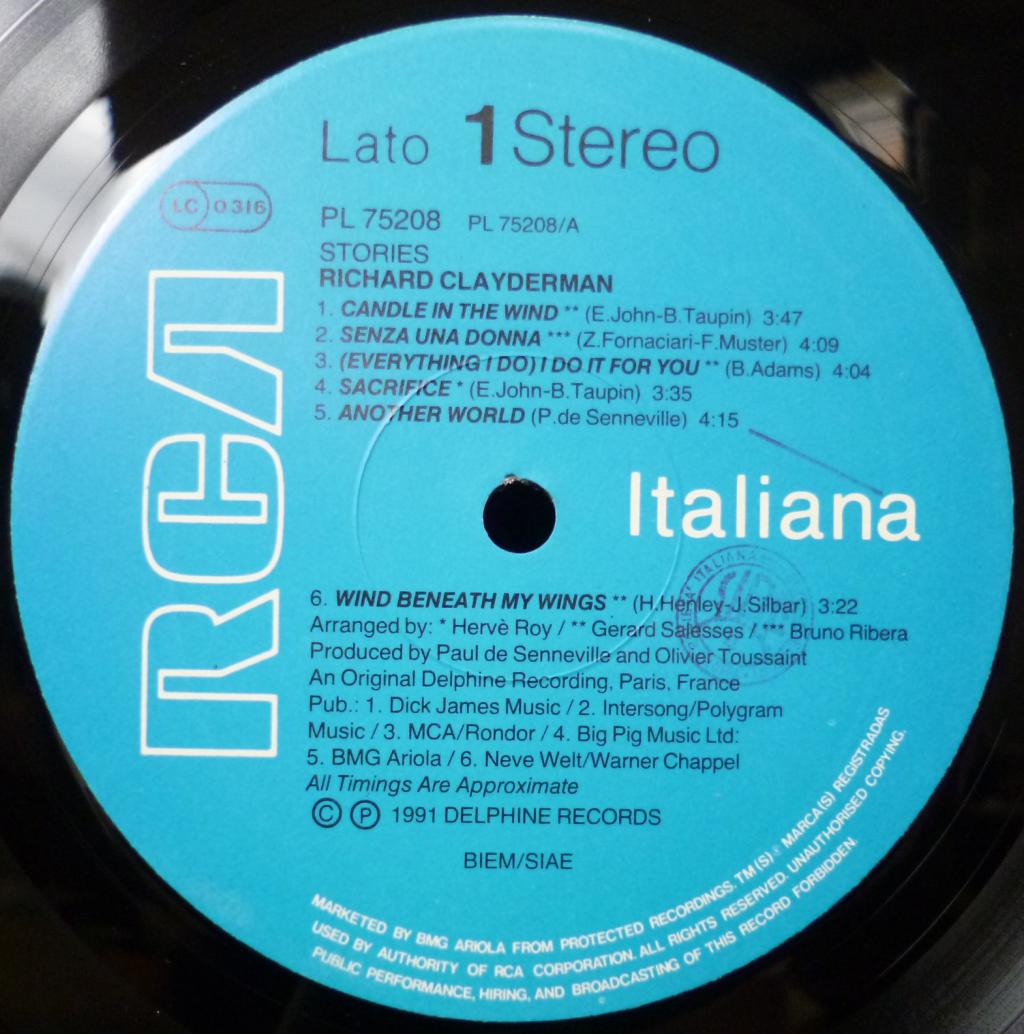 Lato 1 Stereo
LC 0316
PL 75208 PL 75208/A
STORIES
RICHARD CLAYDERMAN
1. CANDLE IN THE WIND ** (E.John-B.Taupin) 3:47
2. SENZA UNA DONNA *** (Z.Fornaciari-F.Muster) 4:09
3. (EVERYTHING I DO) I DO IT FOR YOU ** (B.Adams) 4:04
4. SACRIFICE * (E.John-B.Taupin) 3:35
5. ANOTHER WORLD (P.de Senneville) 4:15
RCA
Italiana
6. WIND BENEATH MY WINGS ** (H.Henley-J.Silbar) 3:22
Arranged by: * Hervè Roy / ** Gerard Salesses / *** Bruno Ribera
Produced by Paul de Senneville and Olivier Toussaint
An Original Delphine Recording, Paris, France
Pub.: 1. Dick James Music / 2. Intersong/Polygram
Music / 3. MCA/Rondor / 4. Big Pig Music Ltd:
5. BMG Ariola / 6. Neve Welt/Warner Chappel
All Timings Are Approximate
© ℗ 1991 DELPHINE RECORDS
BIEM/SIAE
ITALIANA
MARKETED BY BMG ARIOLA FROM PROTECTED RECORDINGS. TM(S) ® MARCA(S) REGISTRADAS
USED BY AUTHORITY OF RCA CORPORATION. ALL RIGHTS RESERVED. UNAUTHORISED COPYING.
PUBLIC PERFORMANCE, HIRING, AND BROADCASTING OF THIS RECORD FORBIDDEN.